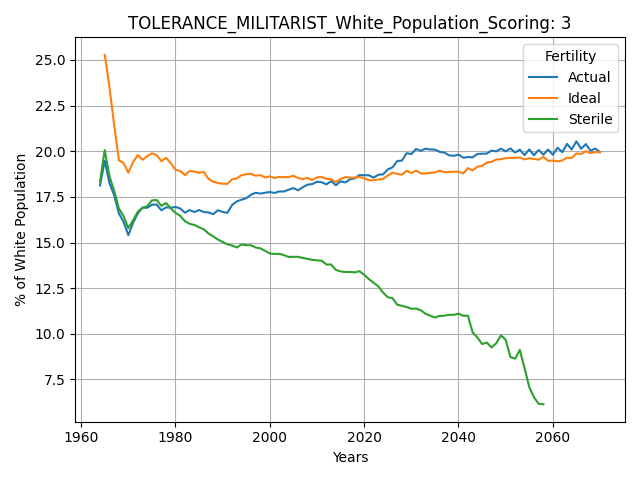 TOLERANCE_MILITARIST_White_Population_Scoring: 3
Fertility
Actual
Ideal
Sterile
% of White Population
25.0
22.5
20.0
17.5
15.0
12.5
10.0
7.5
1960
1980
2000
2020
2040
2060
Years